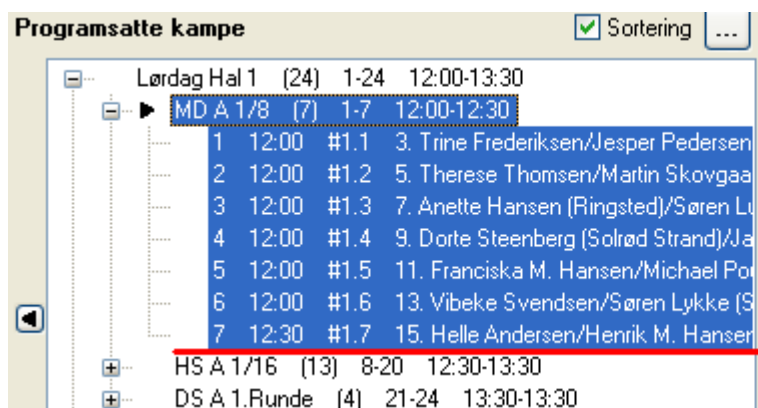 Programsatte kampe Sortering ...
Lørdag Hal 1 (24) 1-24 12:00-13:30
MD A 1/8 (7) 1-7 12:00-12:30
1 12:00 #1.1 3. Trine Frederiksen/Jesper Pedersen
2 12:00 #1.2 5. Therese Thomsen/Martin Skovgaa
3 12:00 #1.3 7. Anette Hansen (Ringsted)/Søren Lu
4 12:00 #1.4 9. Dorte Steenberg (Solrød Strand)/Ja
5 12:00 #1.5 11. Franciska M. Hansen/Michael Pou
6 12:00 #1.6 13. Vibeke Svendsen/Søren Lykke (S
7 12:30 #1.7 15. Helle Andersen/Henrik M. Hansen
HS A 1/16 (13) 8-20 12:30-13:30
DS A 1.Runde (4) 21-24 13:30-13:30